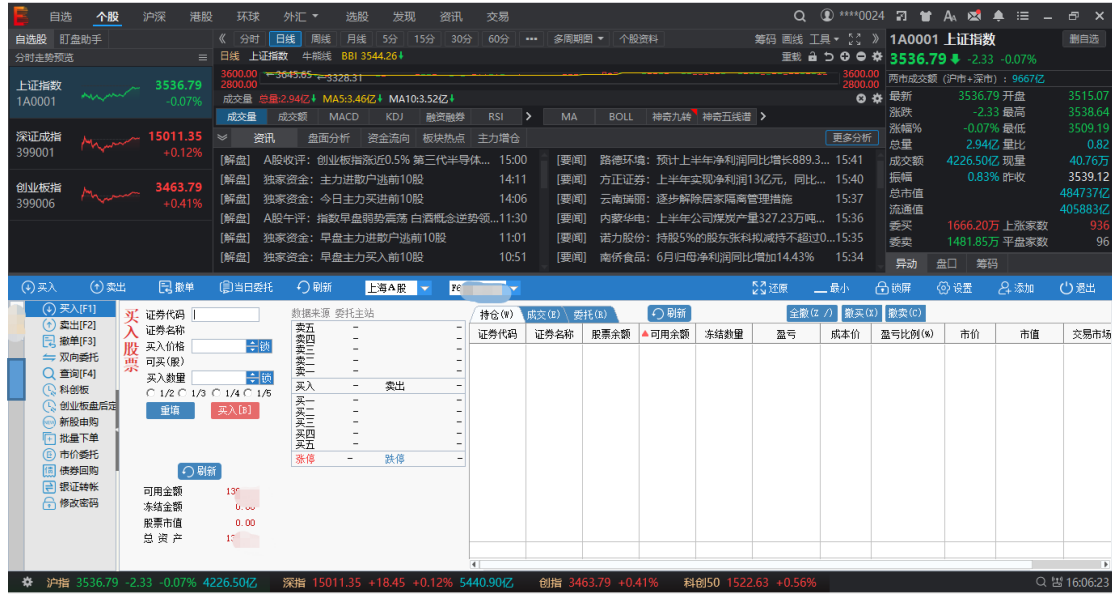 自选 个股 沪深 港股 环球 外汇 选股 发现 资讯 交易 ****0024
自选股 盯盘助手
分时走势预览
上证指数 3536.79
1A0001 -0.07%
深证成指 15011.35
399001 +0.12%
创业板指 3463.79
399006 +0.41%
《 分时 日线 周线 月线 5分 15分 30分 60分 ••• 多周期图 个股资料 筹码 画线 工具 》
日线 上证指数 牛熊线 BBI 3544.26 重载
3600.00 3645.65 3328.31 3600.00
2800.00 2800.00
成交量 总量:2.94亿 MA5:3.46亿 MA10:3.52亿
成交量 成交额 MACD KDJ 融资融券 RSI MA BOLL 神奇九转 神奇五线谱
资讯 盘面分析 资金流向 板块热点 主力增仓 更多分析
[解盘] A股收评：创业板指涨近0.5% 第三代半导体... 15:00
[解盘] 独家资金：主力进散户逃前10股 14:11
[解盘] 独家资金：今日主力买进前10股 14:06
[解盘] A股午评：指数早盘弱势震荡 白酒概念逆势领...11:30
[解盘] 独家资金：早盘主力进散户逃前10股 11:01
[解盘] 独家资金：早盘主力买入前10股 10:51
[要闻] 路德环境：预计上半年净利润同比增长889.3... 15:41
[要闻] 方正证券：上半年实现净利润13亿元，同比... 15:40
[要闻] 云南瑞丽：逐步解除居家隔离管理措施 15:37
[要闻] 内蒙华电：上半年公司煤炭产量327.23万吨... 15:36
[要闻] 诺力股份：持股5%的股东张科拟减持不超过0...15:35
[要闻] 南侨食品：6月归母净利润同比增加14.43% 15:34
1A0001 上证指数 删自选
3536.79 -2.33 -0.07%
两市成交额（沪市+深市）：9667亿
最新 3536.79 开盘 3515.07
涨跌 -2.33 最高 3538.64
涨幅% -0.07% 最低 3509.19
总量 2.94亿 量比 0.82
成交额 4226.50亿 现量 40.76万
振幅 0.83% 昨收 3539.12
总市值 484737亿
流通值 405883亿
委买 1666.20万 上涨家数 936
委卖 1481.85万 平盘家数 96
异动 盘口 筹码
买入 卖出 撤单 当日委托 刷新 上海A股 还原 最小 锁屏 设置 添加 退出
买入[F1]
卖出[F2]
撤单[F3]
双向委托
查询[F4]
科创板
创业板盘后定
新股申购
批量下单
市价委托
债券回购
银证转帐
修改密码
买入股票
证券代码
证券名称
买入价格 锁
可买(股)
买入数量 锁
1/2 1/3 1/4 1/5
重填 买入[B]
刷新
可用金额
冻结金额
股票市值 0.00
总 资 产
数据来源 委托主站
卖五 - -
卖四 - -
卖三 - -
卖二 - -
卖一 - -
买入 - 卖出 -
买一 - -
买二 - -
买三 - -
买四 - -
买五 - -
涨停 - 跌停 -
持仓(W) 成交(E) 委托(R) 刷新 全撤(Z /) 撤买(X) 撤卖(C)
证券代码 证券名称 股票余额 可用余额 冻结数量 盈亏 成本价 盈亏比例(%) 市价 市值 交易市场
沪指 3536.79 -2.33 -0.07% 4226.50亿 深指 15011.35 +18.45 +0.12% 5440.90亿 创指 3463.79 +0.41% 科创50 1522.63 +0.56% 16:06:23